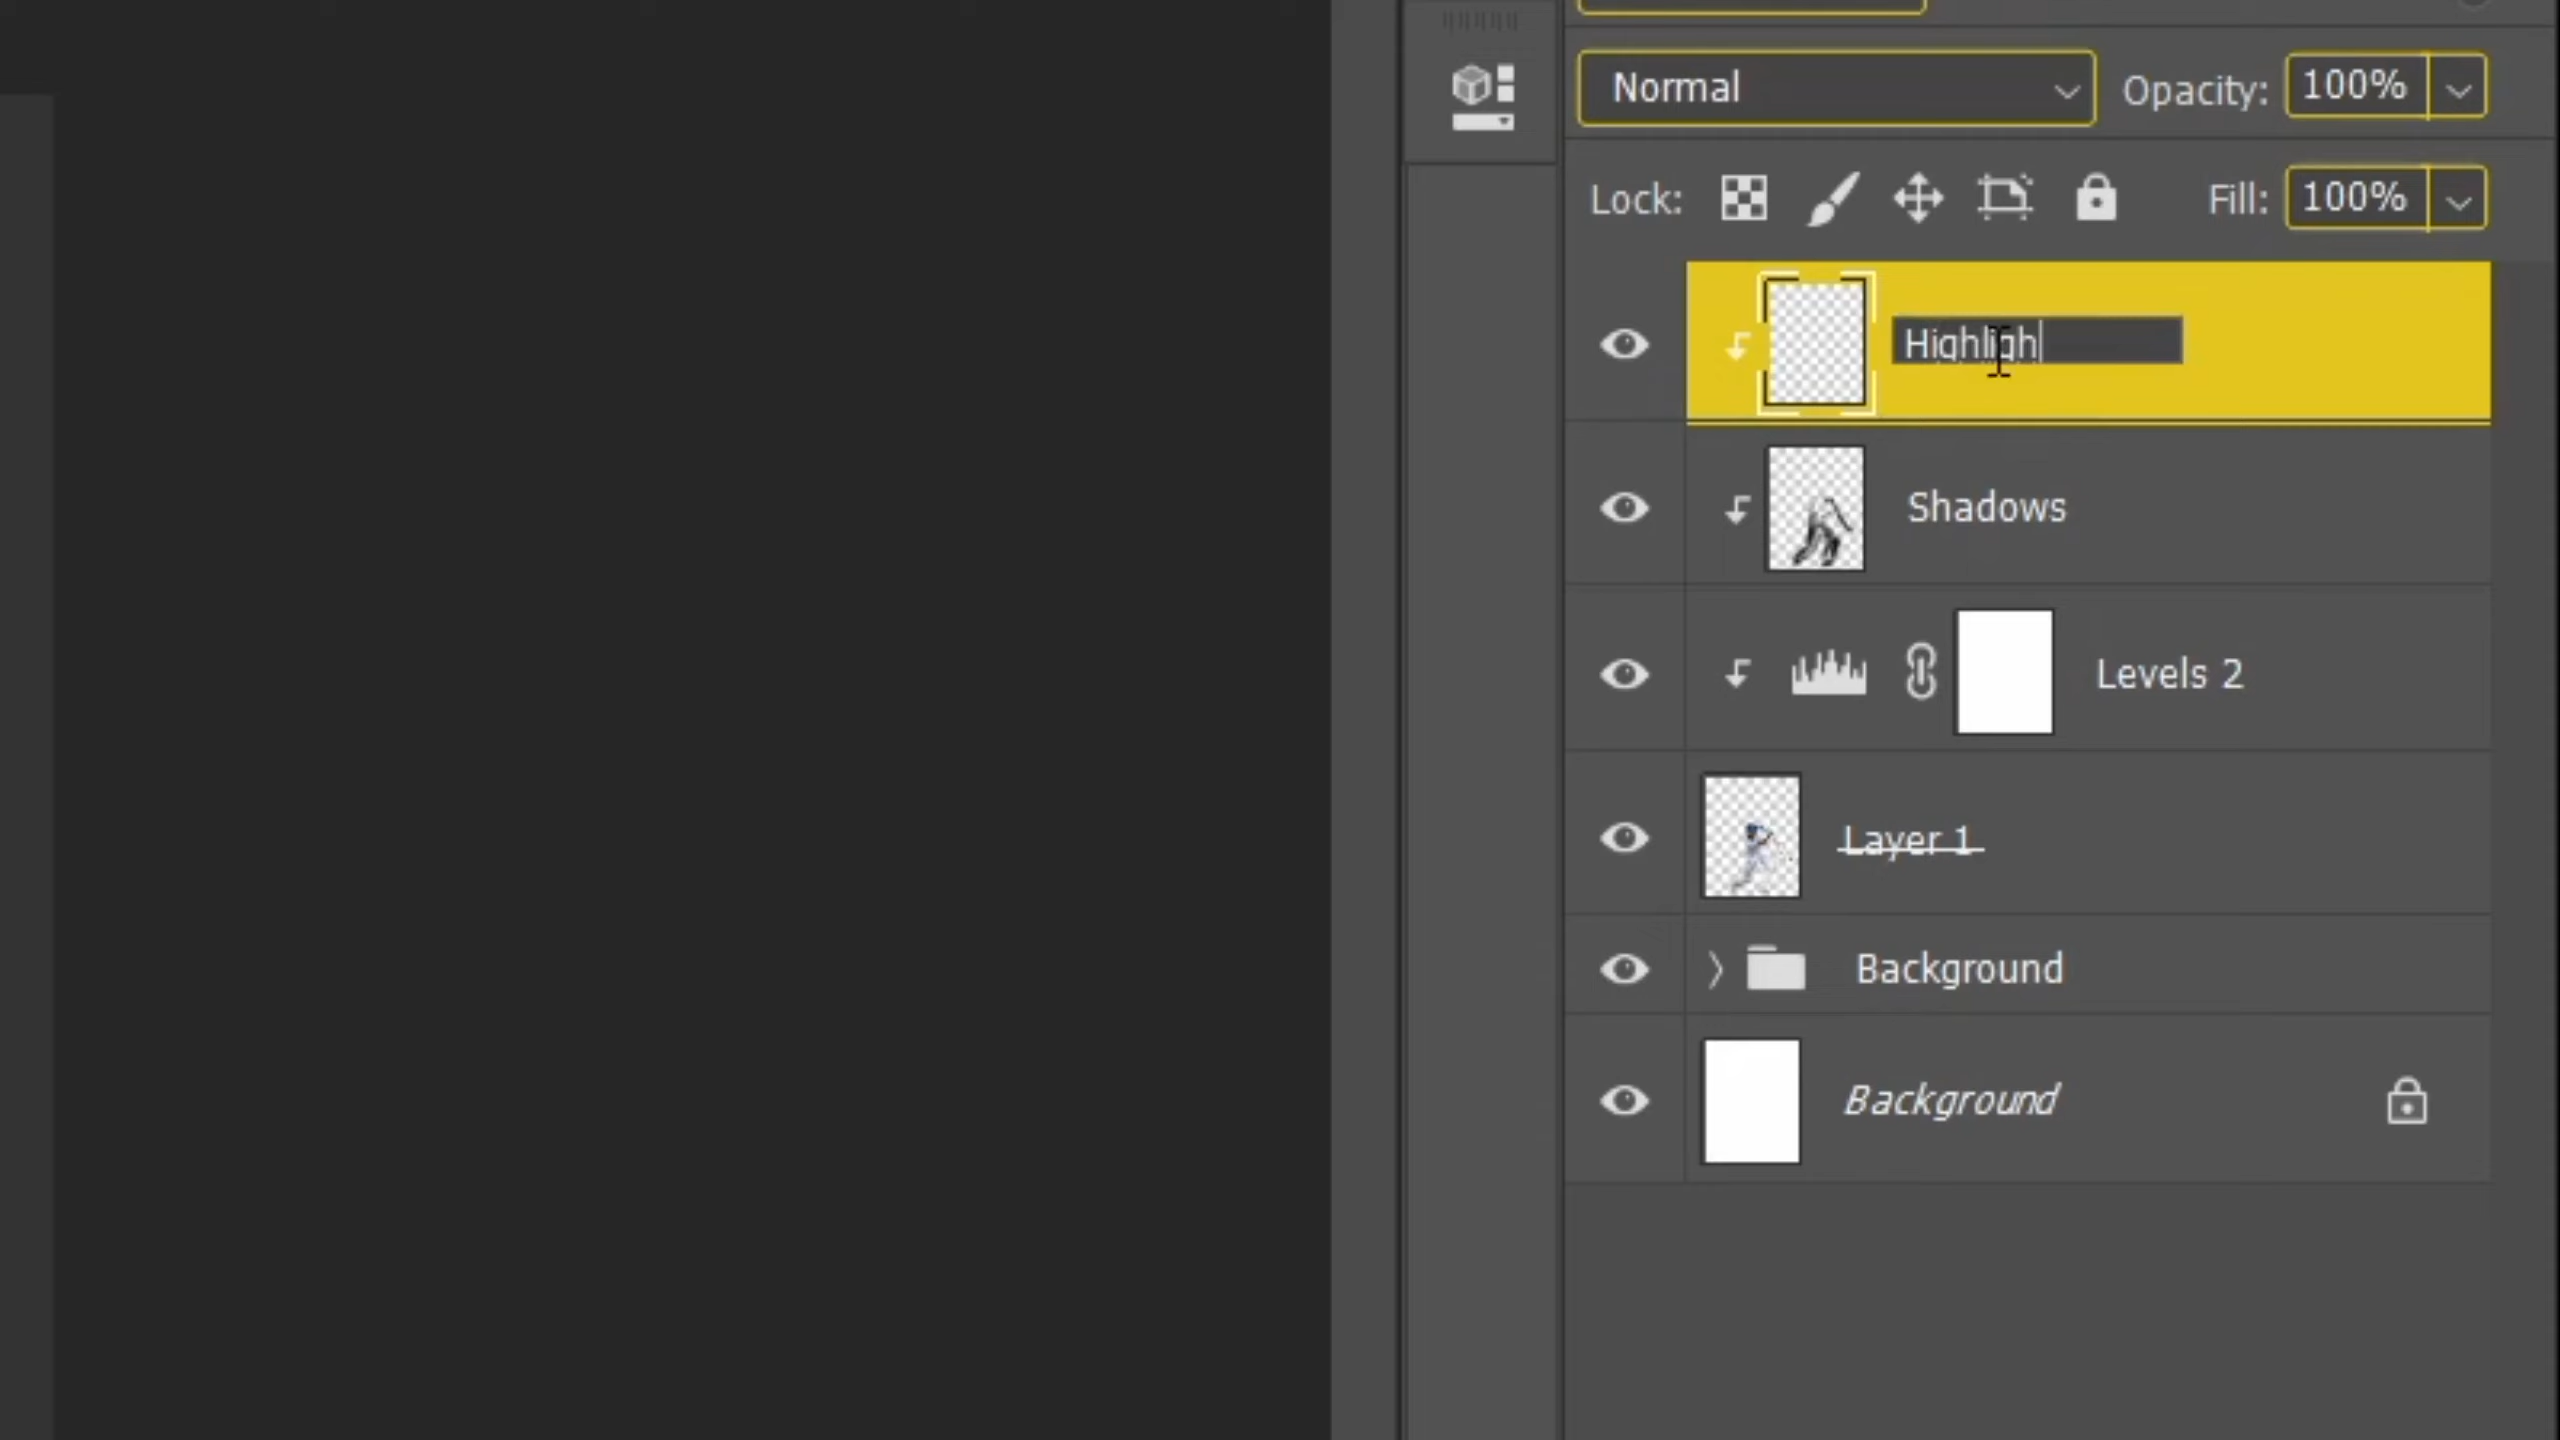 Normal
Opacity: 100%
Lock:
Fill: 100%
Highligh
Shadows
Levels 2
Layer 1
Background
Background